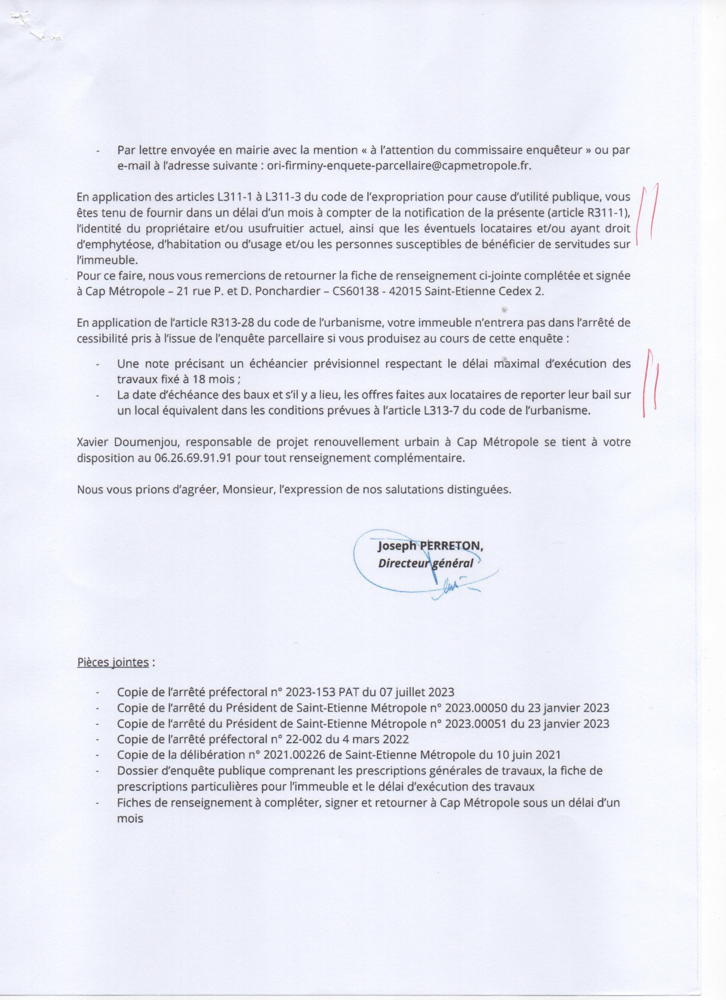 - Par lettre envoyée en mairie avec la mention « à l’attention du commissaire enquêteur » ou par
e-mail à l’adresse suivante : ori-firminy-enquete-parcellaire@capmetropole.fr.
En application des articles L311-1 à L311-3 du code de l’expropriation pour cause d’utilité publique, vous
êtes tenu de fournir dans un délai d’un mois à compter de la notification de la présente (article R311-1),
l’identité du propriétaire et/ou usufruitier actuel, ainsi que les éventuels locataires et/ou ayant droit
d’emphytéose, d’habitation ou d’usage et/ou les personnes susceptibles de bénéficier de servitudes sur
l’immeuble.
Pour ce faire, nous vous remercions de retourner la fiche de renseignement ci-jointe complétée et signée
à Cap Métropole – 21 rue P. et D. Ponchardier – CS60138 - 42015 Saint-Etienne Cedex 2.
En application de l’article R313-28 du code de l’urbanisme, votre immeuble n’entrera pas dans l’arrêté de
cessibilité pris à l’issue de l’enquête parcellaire si vous produisez au cours de cette enquête :
- Une note précisant un échéancier prévisionnel respectant le délai maximal d’exécution des
travaux fixé à 18 mois ;
- La date d’échéance des baux et s’il y a lieu, les offres faites aux locataires de reporter leur bail sur
un local équivalent dans les conditions prévues à l’article L313-7 du code de l’urbanisme.
Xavier Doumenjou, responsable de projet renouvellement urbain à Cap Métropole se tient à votre
disposition au 06.26.69.91.91 pour tout renseignement complémentaire.
Nous vous prions d’agréer, Monsieur, l’expression de nos salutations distinguées.
Joseph PERRETON,
Directeur général
Pièces jointes :
- Copie de l’arrêté préfectoral n° 2023-153 PAT du 07 juillet 2023
- Copie de l’arrêté du Président de Saint-Etienne Métropole n° 2023.00050 du 23 janvier 2023
- Copie de l’arrêté du Président de Saint-Etienne Métropole n° 2023.00051 du 23 janvier 2023
- Copie de l’arrêté préfectoral n° 22-002 du 4 mars 2022
- Copie de la délibération n° 2021.00226 de Saint-Etienne Métropole du 10 juin 2021
- Dossier d’enquête publique comprenant les prescriptions générales de travaux, la fiche de
prescriptions particulières pour l’immeuble et le délai d’exécution des travaux
- Fiches de renseignement à compléter, signer et retourner à Cap Métropole sous un délai d’un
mois